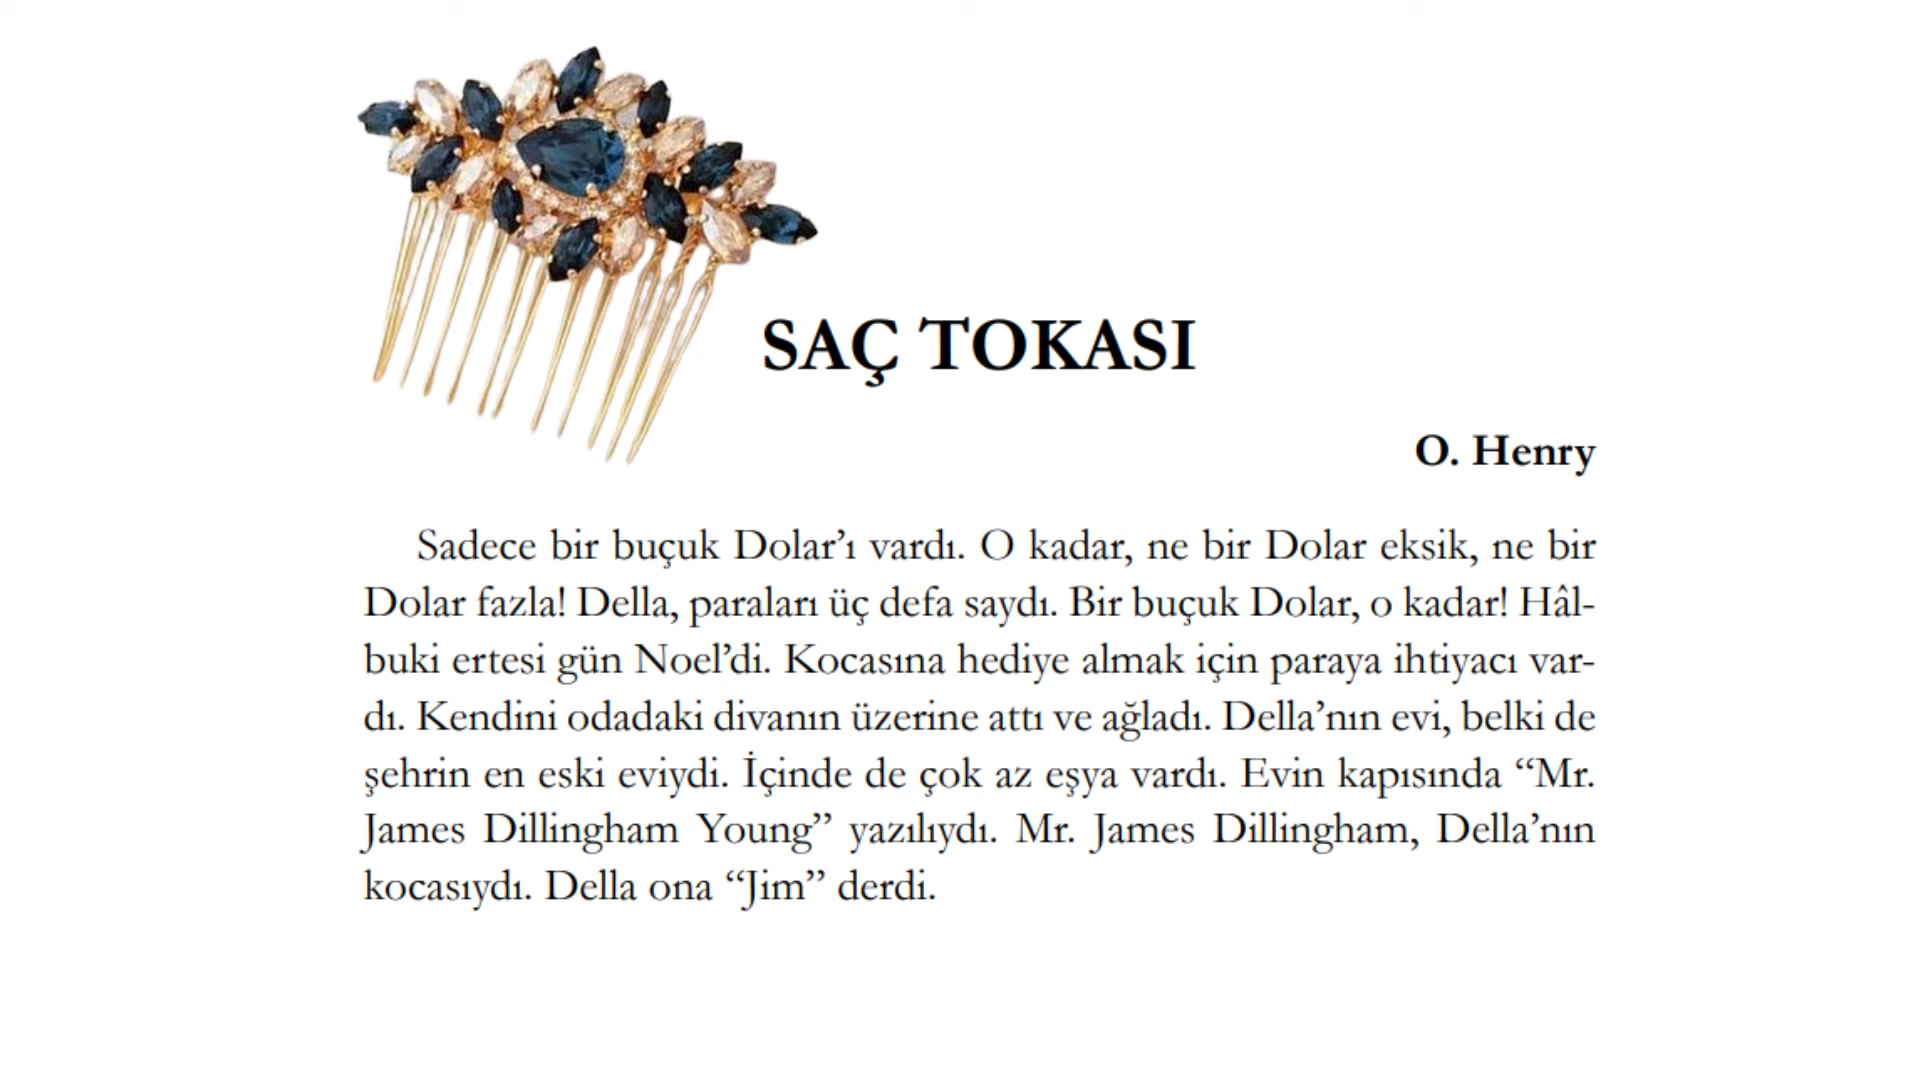 SAÇ TOKASI
O. Henry
Sadece bir buçuk Dolar’ı vardı. O kadar, ne bir Dolar eksik, ne bir
Dolar fazla! Della, paraları üç defa saydı. Bir buçuk Dolar, o kadar! Hâl-
buki ertesi gün Noel’di. Kocasına hediye almak için paraya ihtiyacı var-
dı. Kendini odadaki divanın üzerine attı ve ağladı. Della’nın evi, belki de
şehrin en eski eviydi. İçinde de çok az eşya vardı. Evin kapısında “Mr.
James Dillingham Young” yazılıydı. Mr. James Dillingham, Della’nın
kocasıydı. Della ona “Jim” derdi.